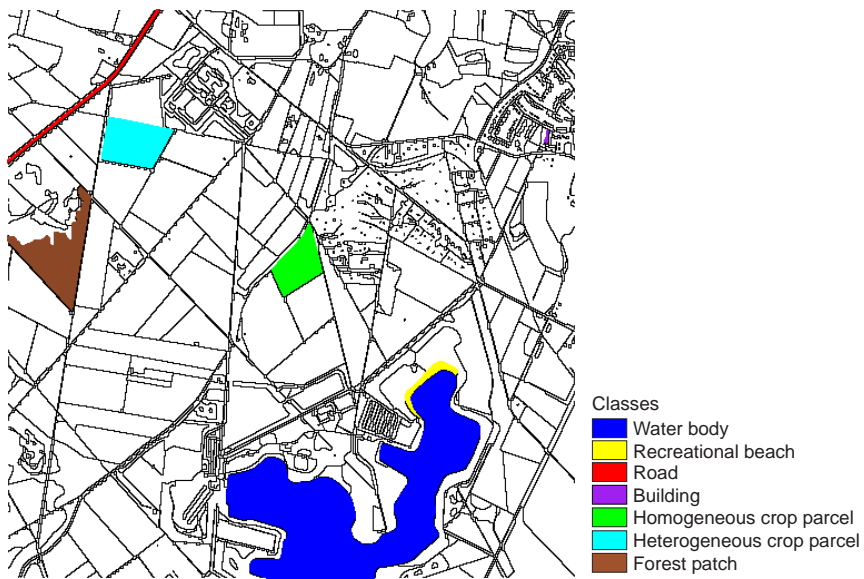 Classes
Water body
Recreational beach
Road
Building
Homogeneous crop parcel
Heterogeneous crop parcel
Forest patch